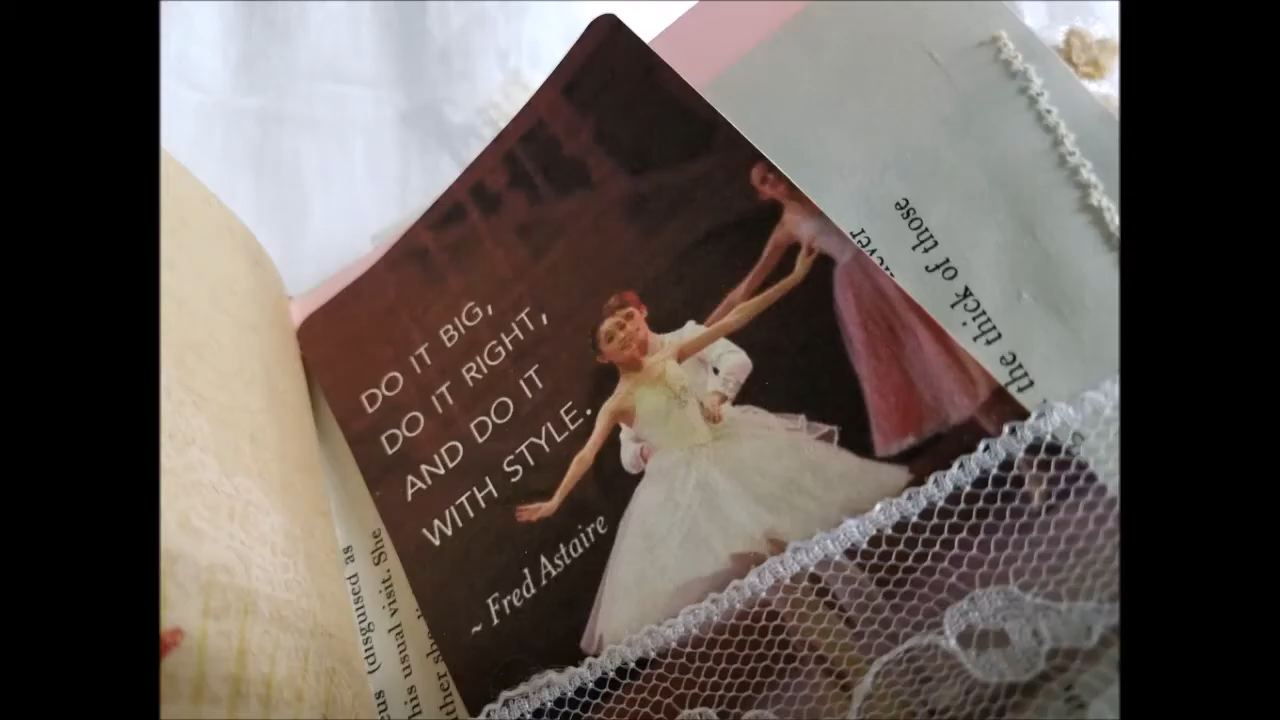 DO IT BIG,
DO IT RIGHT,
AND DO IT
WITH STYLE.
~ Fred Astaire
the thick of those
(disguised as
his usual visit. She